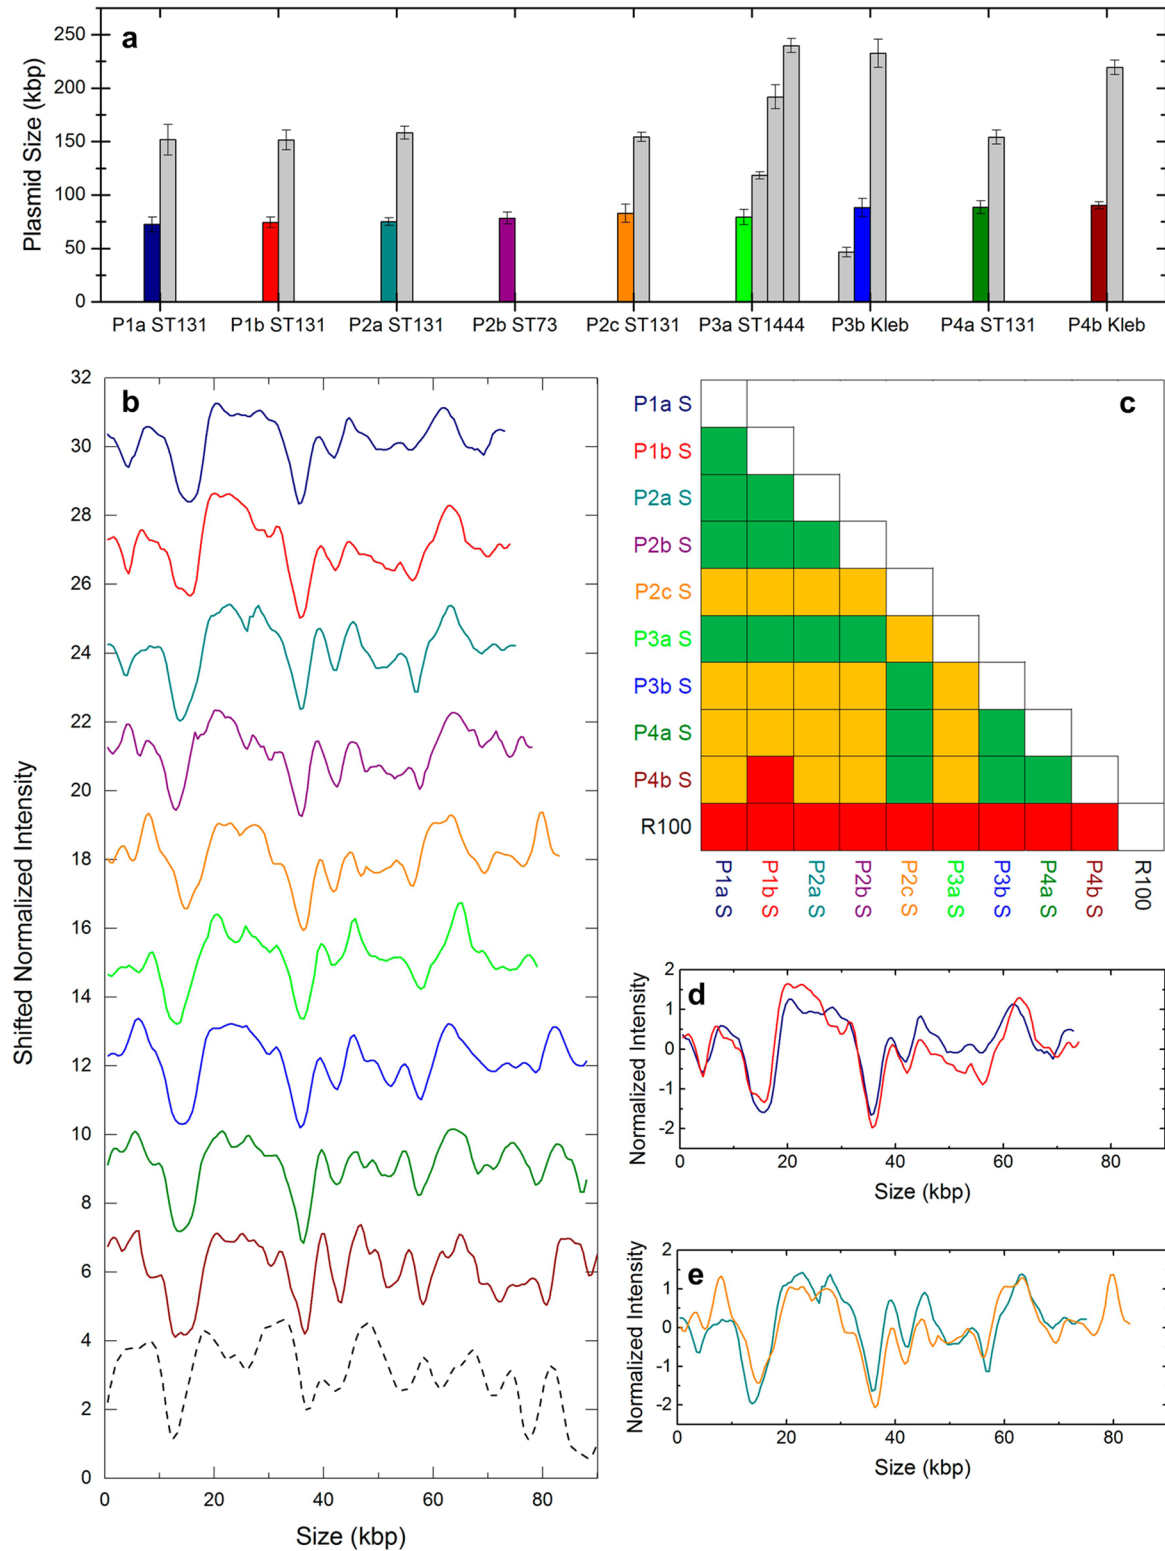 a
Plasmid Size (kbp)
250
200
150
100
50
0
P1a ST131 P1b ST131 P2a ST131 P2b ST73 P2c ST131 P3a ST1444 P3b Kleb P4a ST131 P4b Kleb
b
Shifted Normalized Intensity
32
30
28
26
24
22
20
18
16
14
12
10
8
6
4
2
0
0 20 40 60 80
Size (kbp)
c
P1a S
P1b S
P2a S
P2b S
P2c S
P3a S
P3b S
P4a S
P4b S
R100
P1a S P1b S P2a S P2b S P2c S P3a S P3b S P4a S P4b S R100
d
Normalized Intensity
2
1
0
-1
-2
0 20 40 60 80
Size (kbp)
e
Normalized Intensity
2
1
0
-1
-2
0 20 40 60 80
Size (kbp)